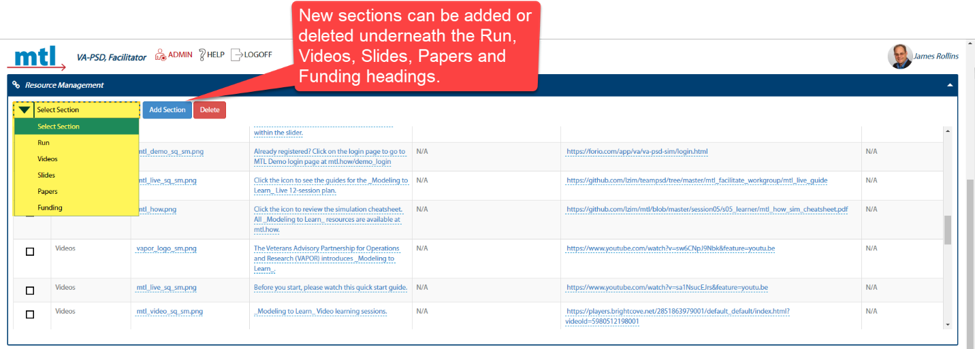 New sections can be added or
deleted underneath the Run,
Videos, Slides, Papers and
Funding headings.
mtl VA-PSD, Facilitator ADMIN HELP LOGOFF James Rollins
Resource Management
Select Section Add Section Delete
Select Section
Run
Videos
Slides
Papers
Funding
within the slider.
mtl_demo_sq_sm.png Already registered? Click on the login page to go to N/A https://forio.com/app/va/va-psd-sim/login.html N/A
MTL Demo login page at mtl.how/demo_login
mtl_live_sq_sm.png Click the icon to see the guides for the _Modeling to N/A https://github.com/lzim/teampsd/tree/master/mtl_facilitate_workgroup/mtl_live_guide N/A
Learn_ Live 12-session plan.
mtl_how.png Click the icon to review the simulation cheatsheet. N/A https://github.com/lzim/mtl/blob/master/session05/s05_learner/mtl_how_sim_cheatsheet.pdf N/A
All _Modeling to Learn_ resources are available at
mtl.how.
Videos vapor_logo_sm.png The Veterans Advisory Partnership for Operations N/A https://www.youtube.com/watch?v=sw6CNpJ9Nbk&feature=youtu.be N/A
and Research (VAPOR) introduces _Modeling to
Learn_.
Videos mtl_live_sq_sm.png Before you start, please watch this quick start guide. N/A https://www.youtube.com/watch?v=sa1NsucEJrs&feature=youtu.be N/A
Videos mtl_video_sq_sm.png _Modeling to Learn_ Video learning sessions. N/A https://players.brightcove.net/2851863979001/default_default/index.html? N/A
videoId=5980512198001